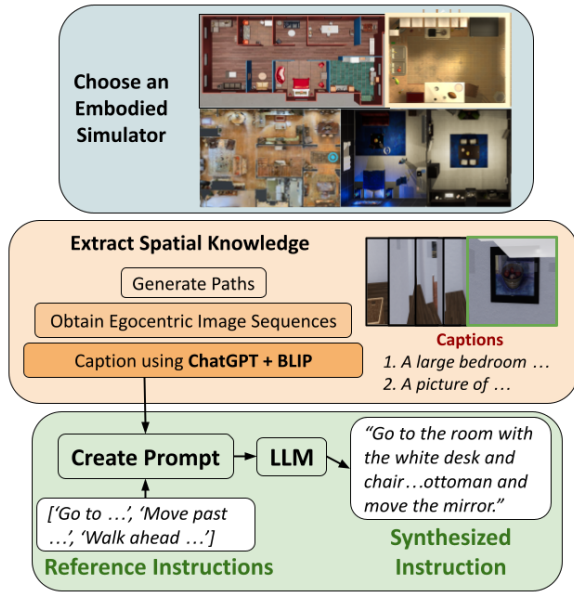 Choose an
Embodied
Simulator
Extract Spatial Knowledge
Generate Paths
Obtain Egocentric Image Sequences
Caption using ChatGPT + BLIP
Captions
1. A large bedroom …
2. A picture of …
Create Prompt
LLM
“Go to the room with
the white desk and
chair…ottoman and
move the mirror.”
[‘Go to …’, ‘Move past
…’, ‘Walk ahead …’]
Reference Instructions
Synthesized
Instruction